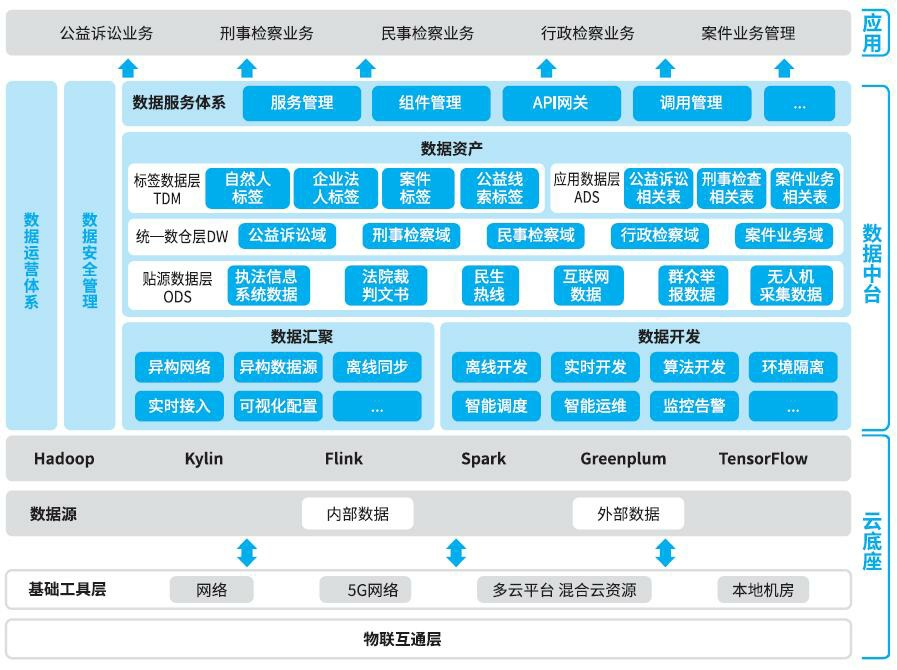 公益诉讼业务
刑事检察业务
民事检察业务
行政检察业务
案件业务管理
应用
数据运营体系
数据安全管理
数据服务体系
服务管理
组件管理
API网关
调用管理
...
数据资产
标签数据层
TDM
自然人
标签
企业法
人标签
案件
标签
公益线
索标签
应用数据层
ADS
公益诉讼
相关表
刑事检查
相关表
案件业务
相关表
统一数仓层DW
公益诉讼域
刑事检察域
民事检察域
行政检察域
案件业务域
贴源数据层
ODS
执法信息
系统数据
法院裁
判文书
民生
热线
互联网
数据
群众举
报数据
无人机
采集数据
数据汇聚
异构网络
异构数据源
离线同步
实时接入
可视化配置
...
数据开发
离线开发
实时开发
算法开发
环境隔离
智能调度
智能运维
监控告警
...
数据中台
Hadoop
Kylin
Flink
Spark
Greenplum
TensorFlow
数据源
内部数据
外部数据
基础工具层
网络
5G网络
多云平台 混合云资源
本地机房
物联互通层
云底座